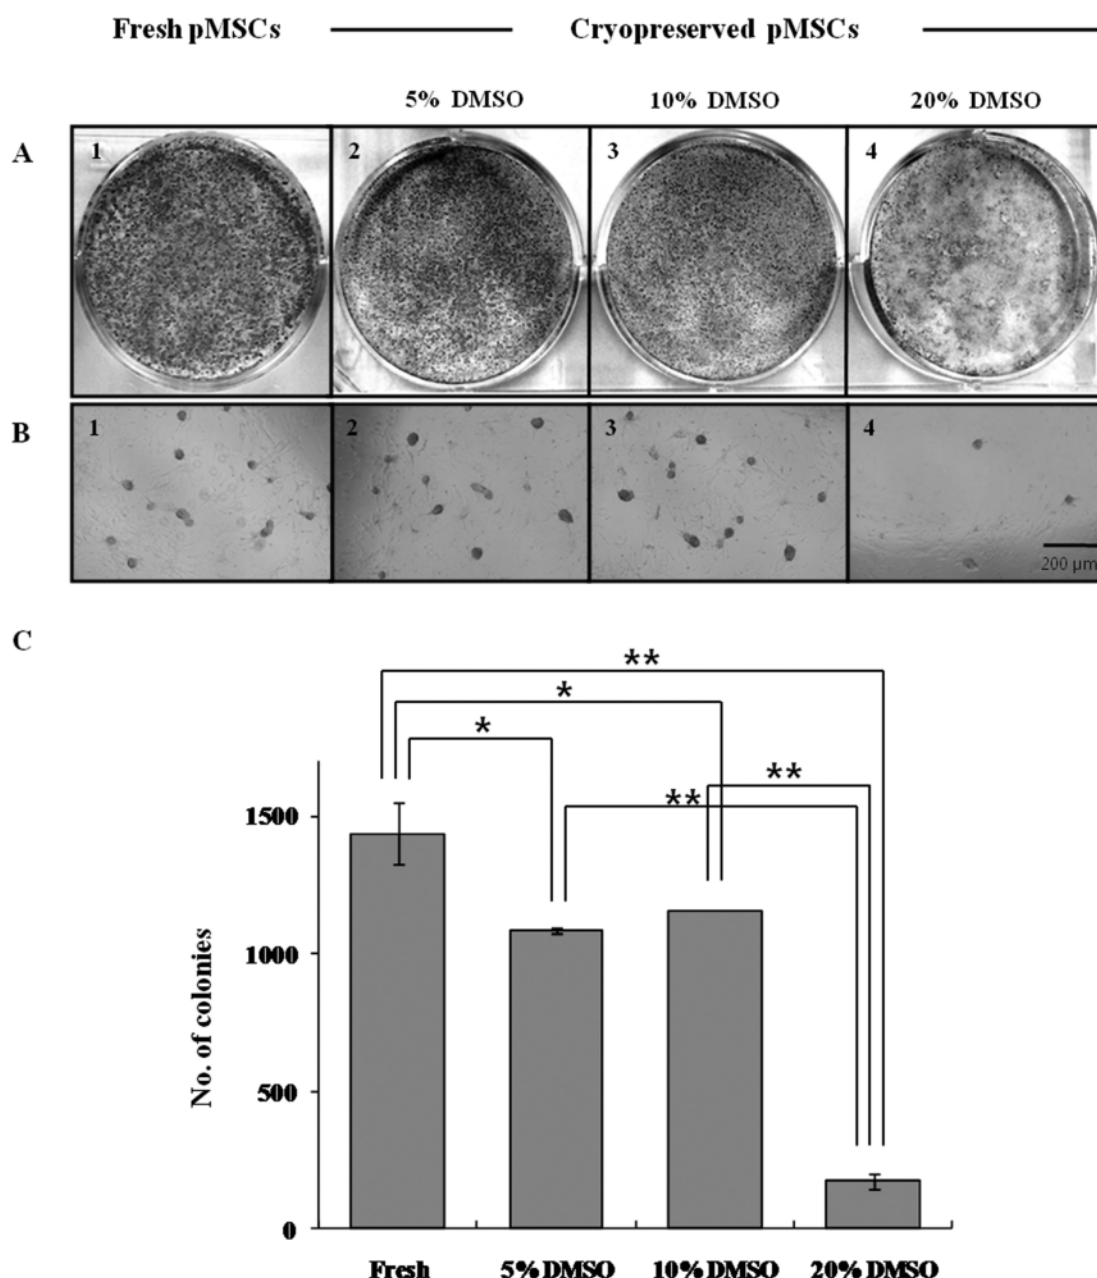 Fresh pMSCs Cryopreserved pMSCs
5% DMSO 10% DMSO 20% DMSO
A 1 2 3 4
B 1 2 3 4
200 µm
C
**
*
*
**
**
1500
1000
500
0
No. of colonies
Fresh 5% DMSO 10% DMSO 20% DMSO